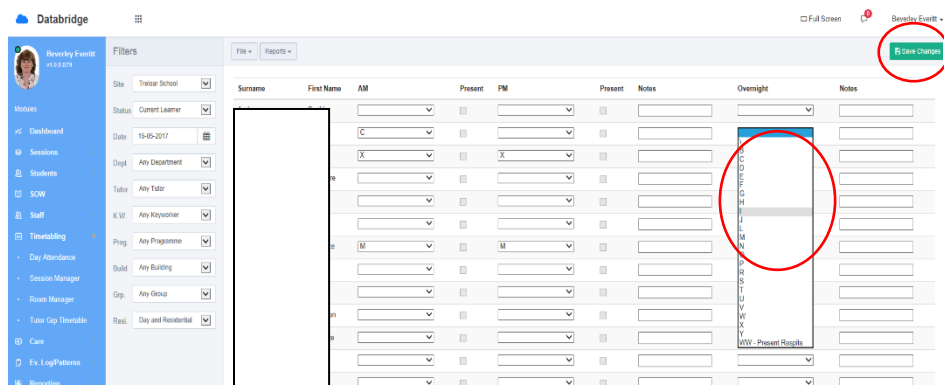 Databridge
Full Screen
Beverley Everitt
Beverley Everitt
v1.0.0.879
Filters
File
Reports
Save Changes
Site Treloar School
Status Current Learner
Date 16-05-2017
Dept Any Department
Tutor Any Tutor
K.W. Any Keyworker
Prog. Any Programme
Build Any Building
Grp. Any Group
Resi. Day and Residential
Modules
Dashboard
Sessions
Students
SOW
Staff
Timetabling
Day Attendance
Session Manager
Room Manager
Tutor Grp Timetable
Care
Ev. Log/Patterns
Reporting
Surname First Name AM Present PM Present Notes Overnight Notes
C
X X
M M
B
C
D
E
F
G
H
I
J
L
M
N
P
R
S
T
U
V
W
X
Y
WW - Present Respite